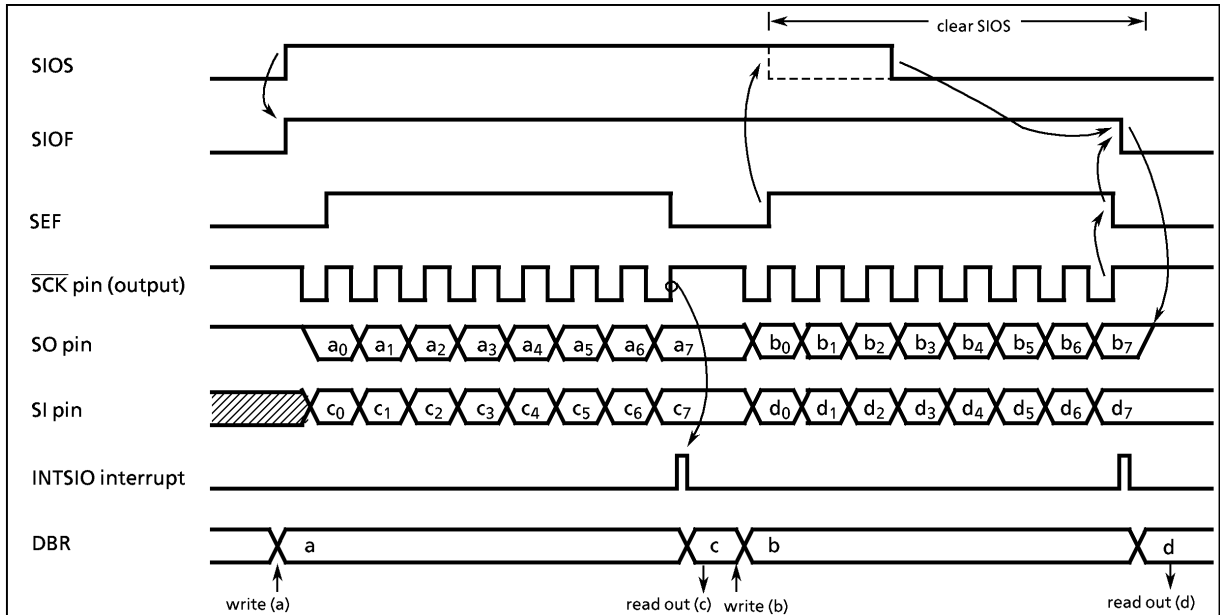 clear SIOS
SIOS
SIOF
SEF
S̅C̅K̅ pin (output)
SO pin a₀ a₁ a₂ a₃ a₄ a₅ a₆ a₇ b₀ b₁ b₂ b₃ b₄ b₅ b₆ b₇
SI pin c₀ c₁ c₂ c₃ c₄ c₅ c₆ c₇ d₀ d₁ d₂ d₃ d₄ d₅ d₆ d₇
INTSIO interrupt
DBR a c b d
write (a) read out (c) write (b) read out (d)